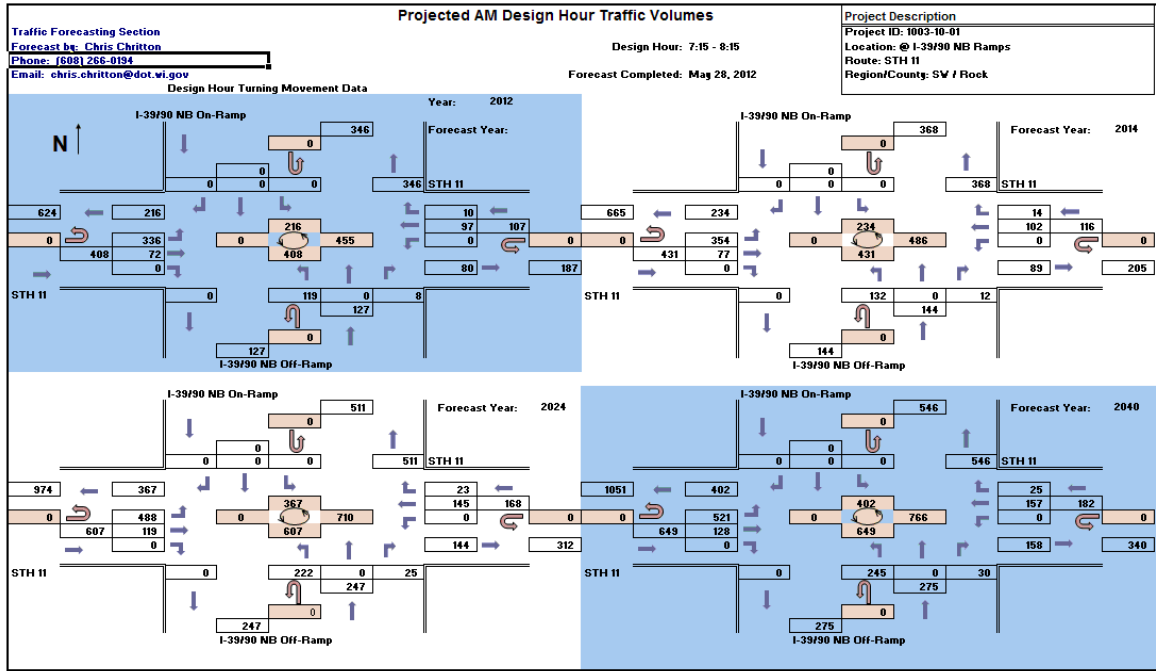 Projected AM Design Hour Traffic Volumes
Project Description
Traffic Forecasting Section
Project ID: 1003-10-01
Forecast by: Chris Chritton
Design Hour: 7:15 - 8:15
Location: @ I-39/90 NB Ramps
Phone: (608) 266-0194
Route: STH 11
Email: chris.chritton@dot.wi.gov
Forecast Completed: May 28, 2012
Region/County: SW / Rock
Design Hour Turning Movement Data
Year: 2012
I-39/90 NB On-Ramp
N
346
Forecast Year:
0
0
0 0 0
346 STH 11
624 216
10
336
216
97 107
0
0 455
0
0
408 72
408
0
80 187
STH 11
0
119 0 8
127
0
127
I-39/90 NB Off-Ramp
I-39/90 NB On-Ramp
368
Forecast Year: 2014
0
0
0 0 0
368 STH 11
665 234
14
354
234
102 116
0
0 486
0
0
431 77
431
0
89 205
0
132 0 12
144
0
144
I-39/90 NB Off-Ramp
I-39/90 NB On-Ramp
511
Forecast Year: 2024
0
0
0 0 0
511 STH 11
974 367
23
488
367
145 168
0
0 710
0
0
607 119
607
0
144 312
STH 11
0
222 0 25
247
0
247
I-39/90 NB Off-Ramp
I-39/90 NB On-Ramp
546
Forecast Year: 2040
0
0
0 0 0
546 STH 11
1051 402
25
521
402
157 182
0
0 766
0
0
649 128
649
0
158 340
STH 11
0
245 0 30
275
0
275
I-39/90 NB Off-Ramp